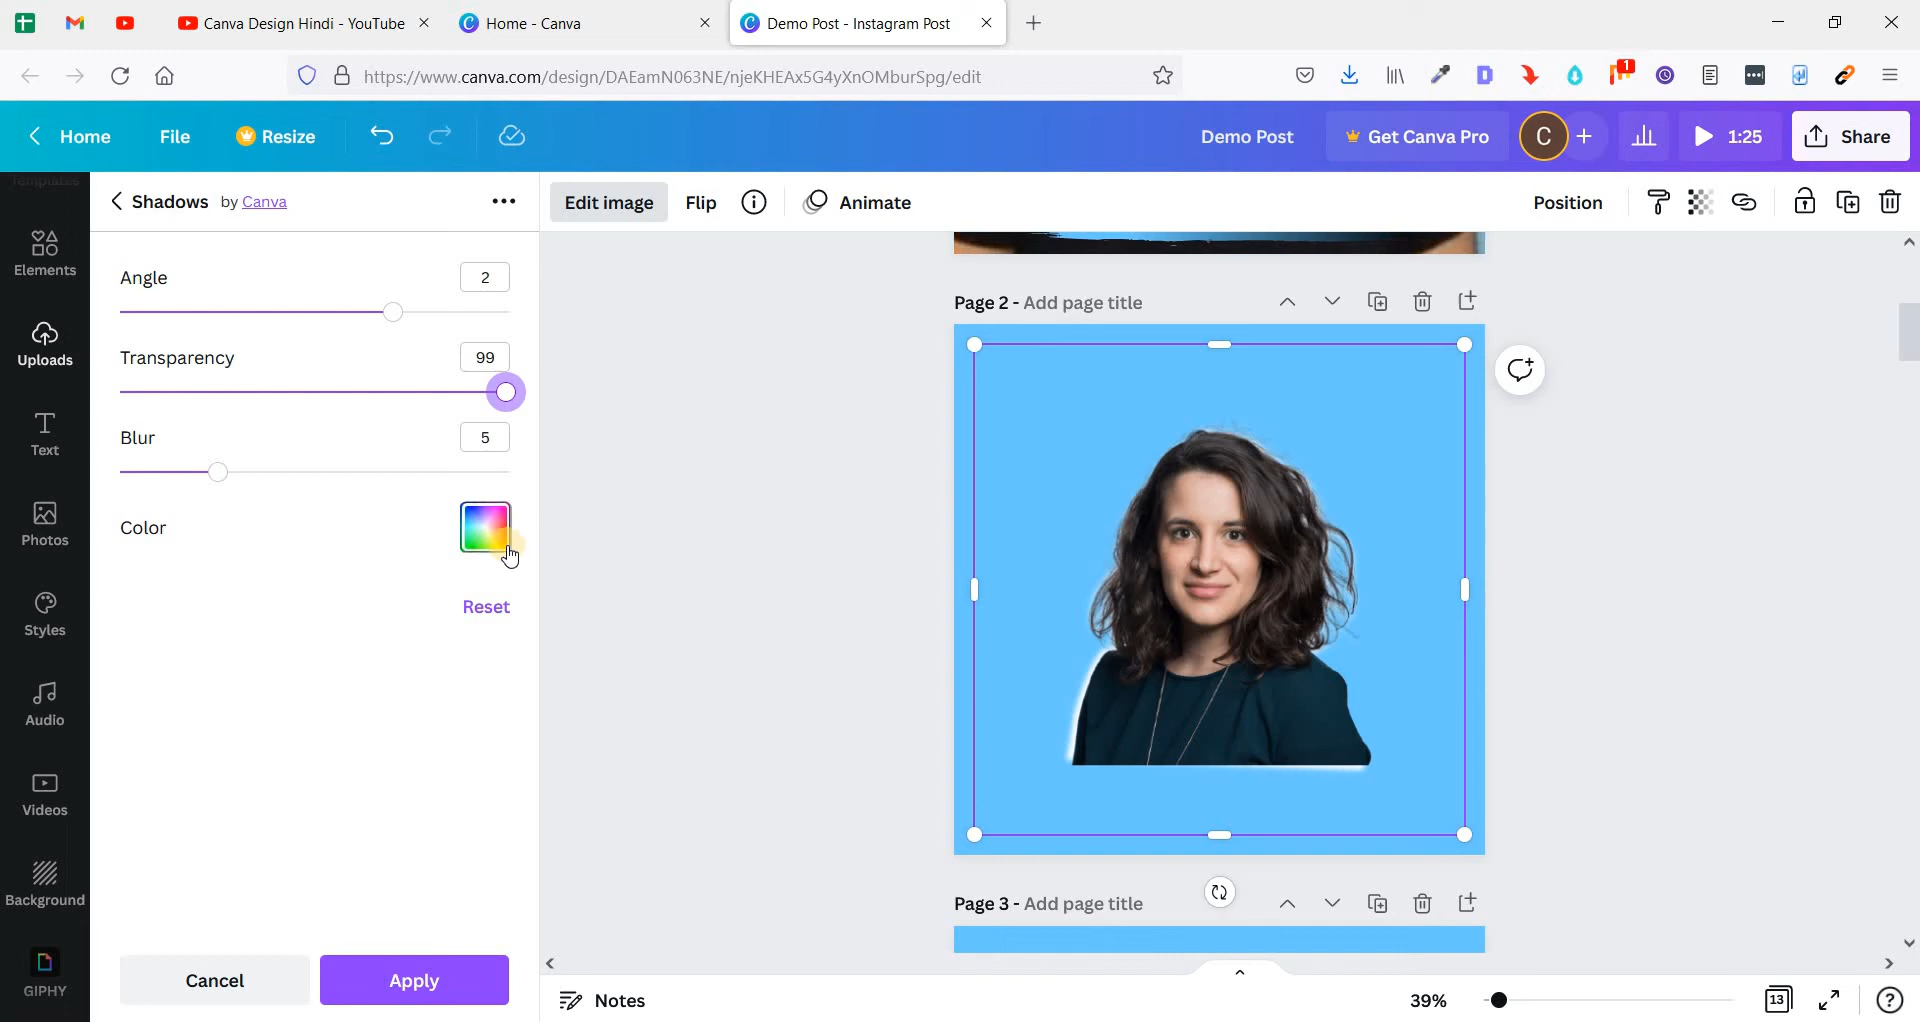 Canva Design Hindi - YouTube
Home - Canva
Demo Post - Instagram Post
https://www.canva.com/design/DAEamN063NE/njeKHEAx5G4yXnOMburSpg/edit
1
Home
File
Resize
Demo Post
Get Canva Pro
C
1:25
Share
Templates
Elements
Uploads
Text
Photos
Styles
Audio
Videos
Background
GIPHY
Shadows by Canva
Angle
2
Transparency
99
Blur
5
Color
Reset
Cancel
Apply
Edit image
Flip
Animate
Position
Page 2 - Add page title
Page 3 - Add page title
Notes
39%
13